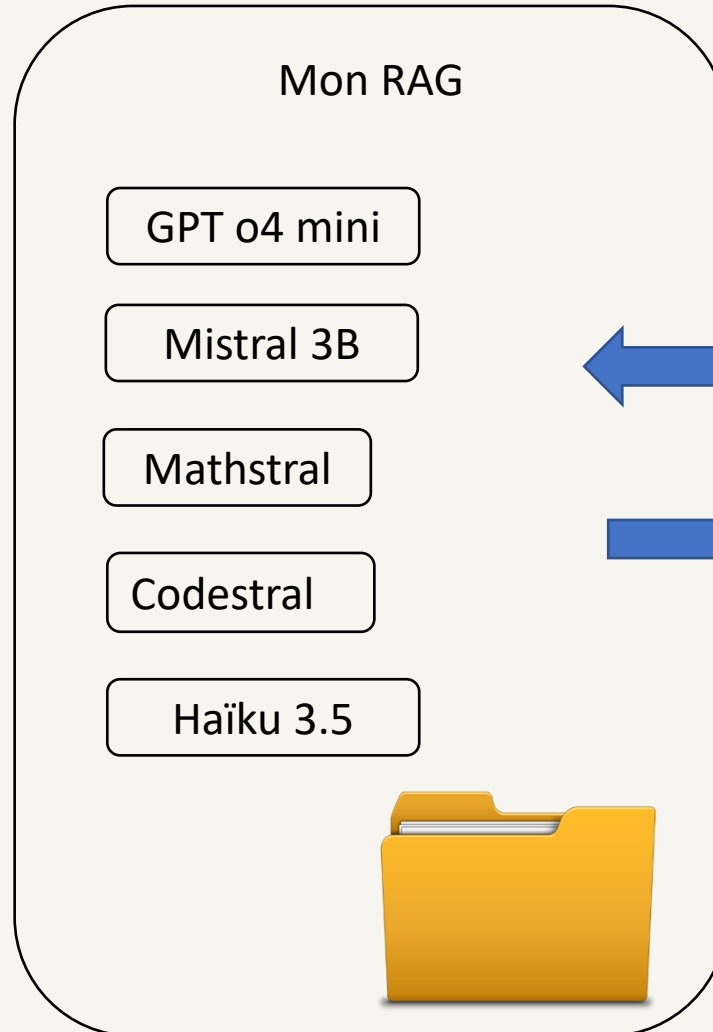 Mon RAG
GPT o4 mini
Mistral 3B
Mathstral
Codestral
Haïku 3.5